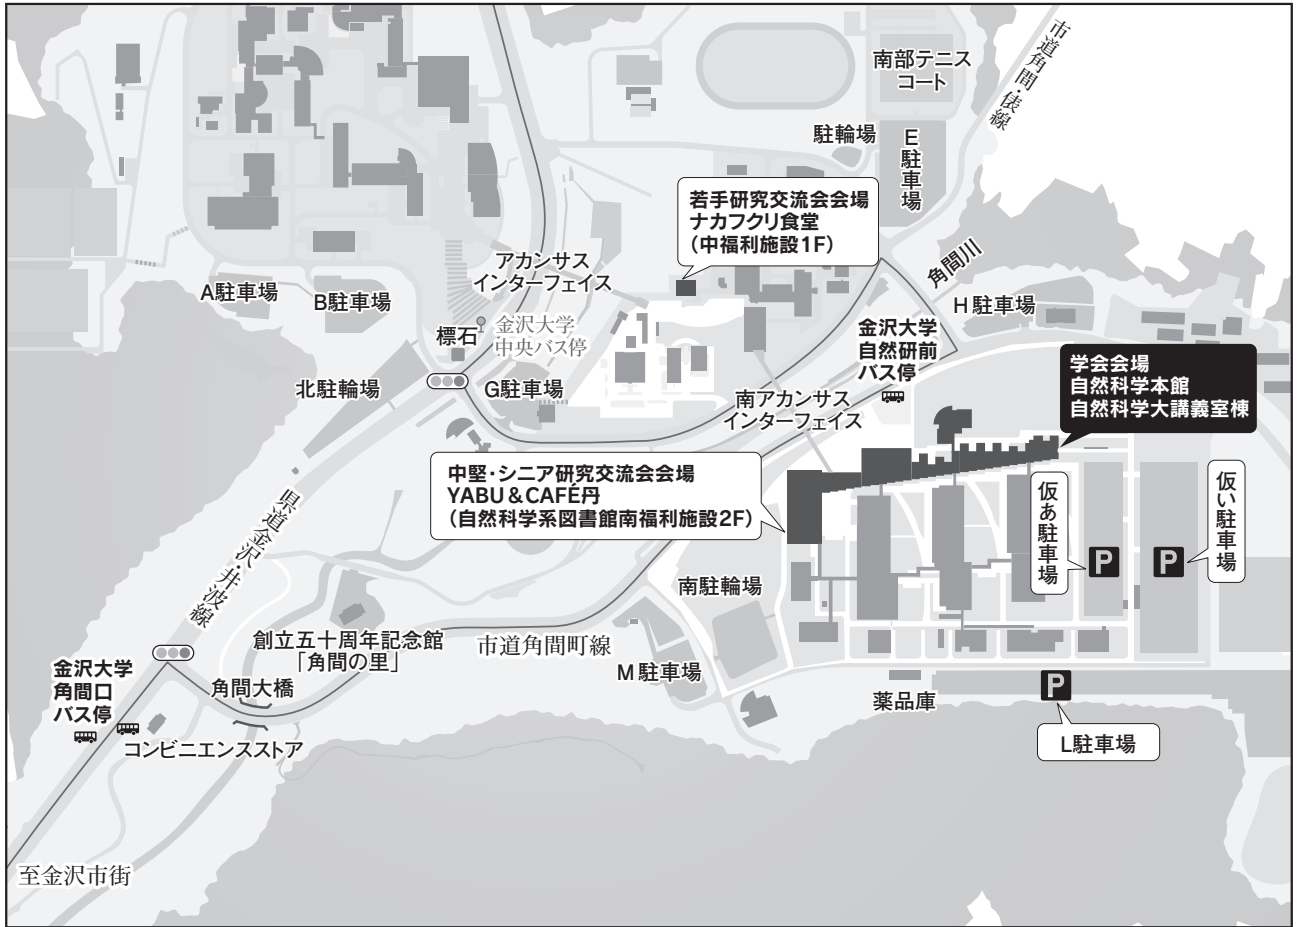 南部テニス
コート
市道角間・俵線
駐輪場
E駐車場
若手研究交流会会場
ナカフクリ食堂
（中福利施設1F）
角間川
アカンサス
インターフェイス
A駐車場
B駐車場
標石
金沢大学
中央バス停
H駐車場
金沢大学
自然研前
バス停
学会会場
自然科学本館
自然科学大講義室棟
北駐輪場
G駐車場
南アカンサス
インターフェイス
中堅・シニア研究交流会会場
YABU＆CAFÉ丹
（自然科学系図書館南福利施設2F）
仮あ駐車場
仮い駐車場
P
P
県道金沢・井波線
南駐輪場
創立五十周年記念館
「角間の里」
市道角間町線
金沢大学
角間口
バス停
角間大橋
M駐車場
薬品庫
P
L駐車場
コンビニエンスストア
至金沢市街